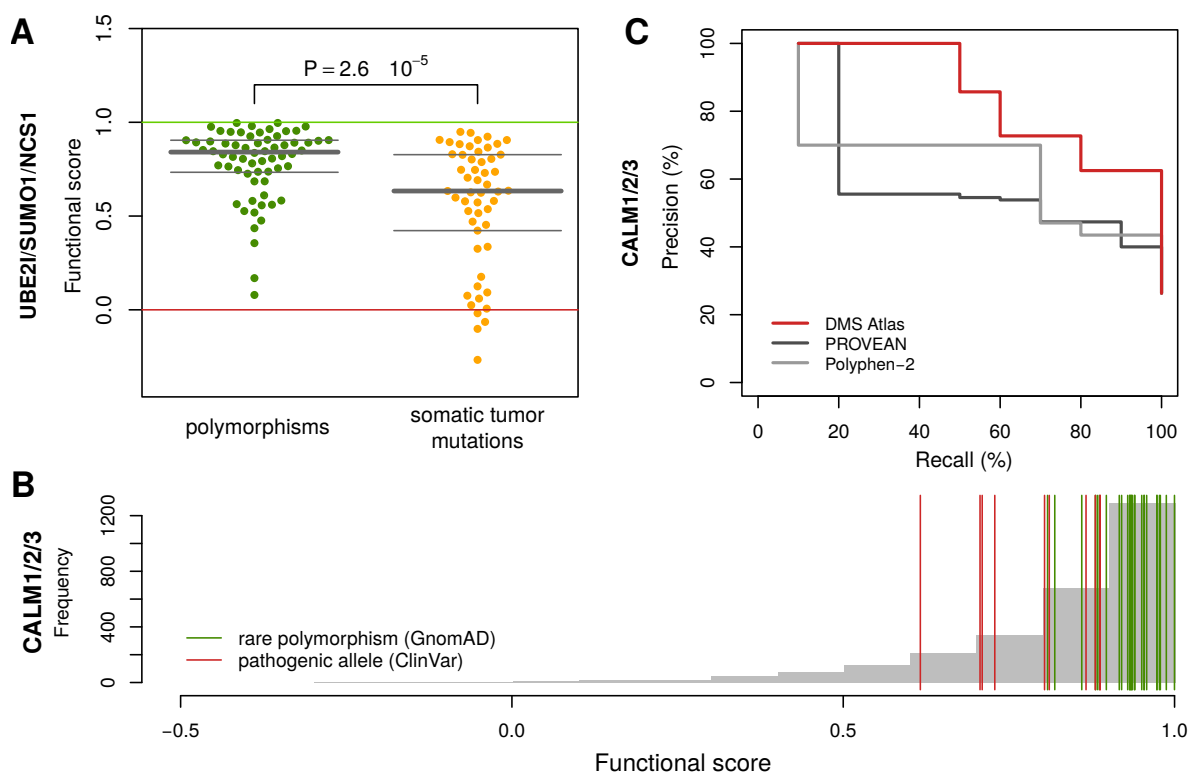 A
UBE2I/SUMO1/NCS1
Functional score
1.5
1.0
0.5
0.0
P = 2.6 10⁻⁵
polymorphisms
somatic tumor
mutations
C
CALM1/2/3
Precision (%)
100
80
60
40
20
0
DMS Atlas
PROVEAN
Polyphen−2
0 20 40 60 80 100
Recall (%)
B
CALM1/2/3
Frequency
1200
800
400
0
rare polymorphism (GnomAD)
pathogenic allele (ClinVar)
−0.5 0.0 0.5 1.0
Functional score